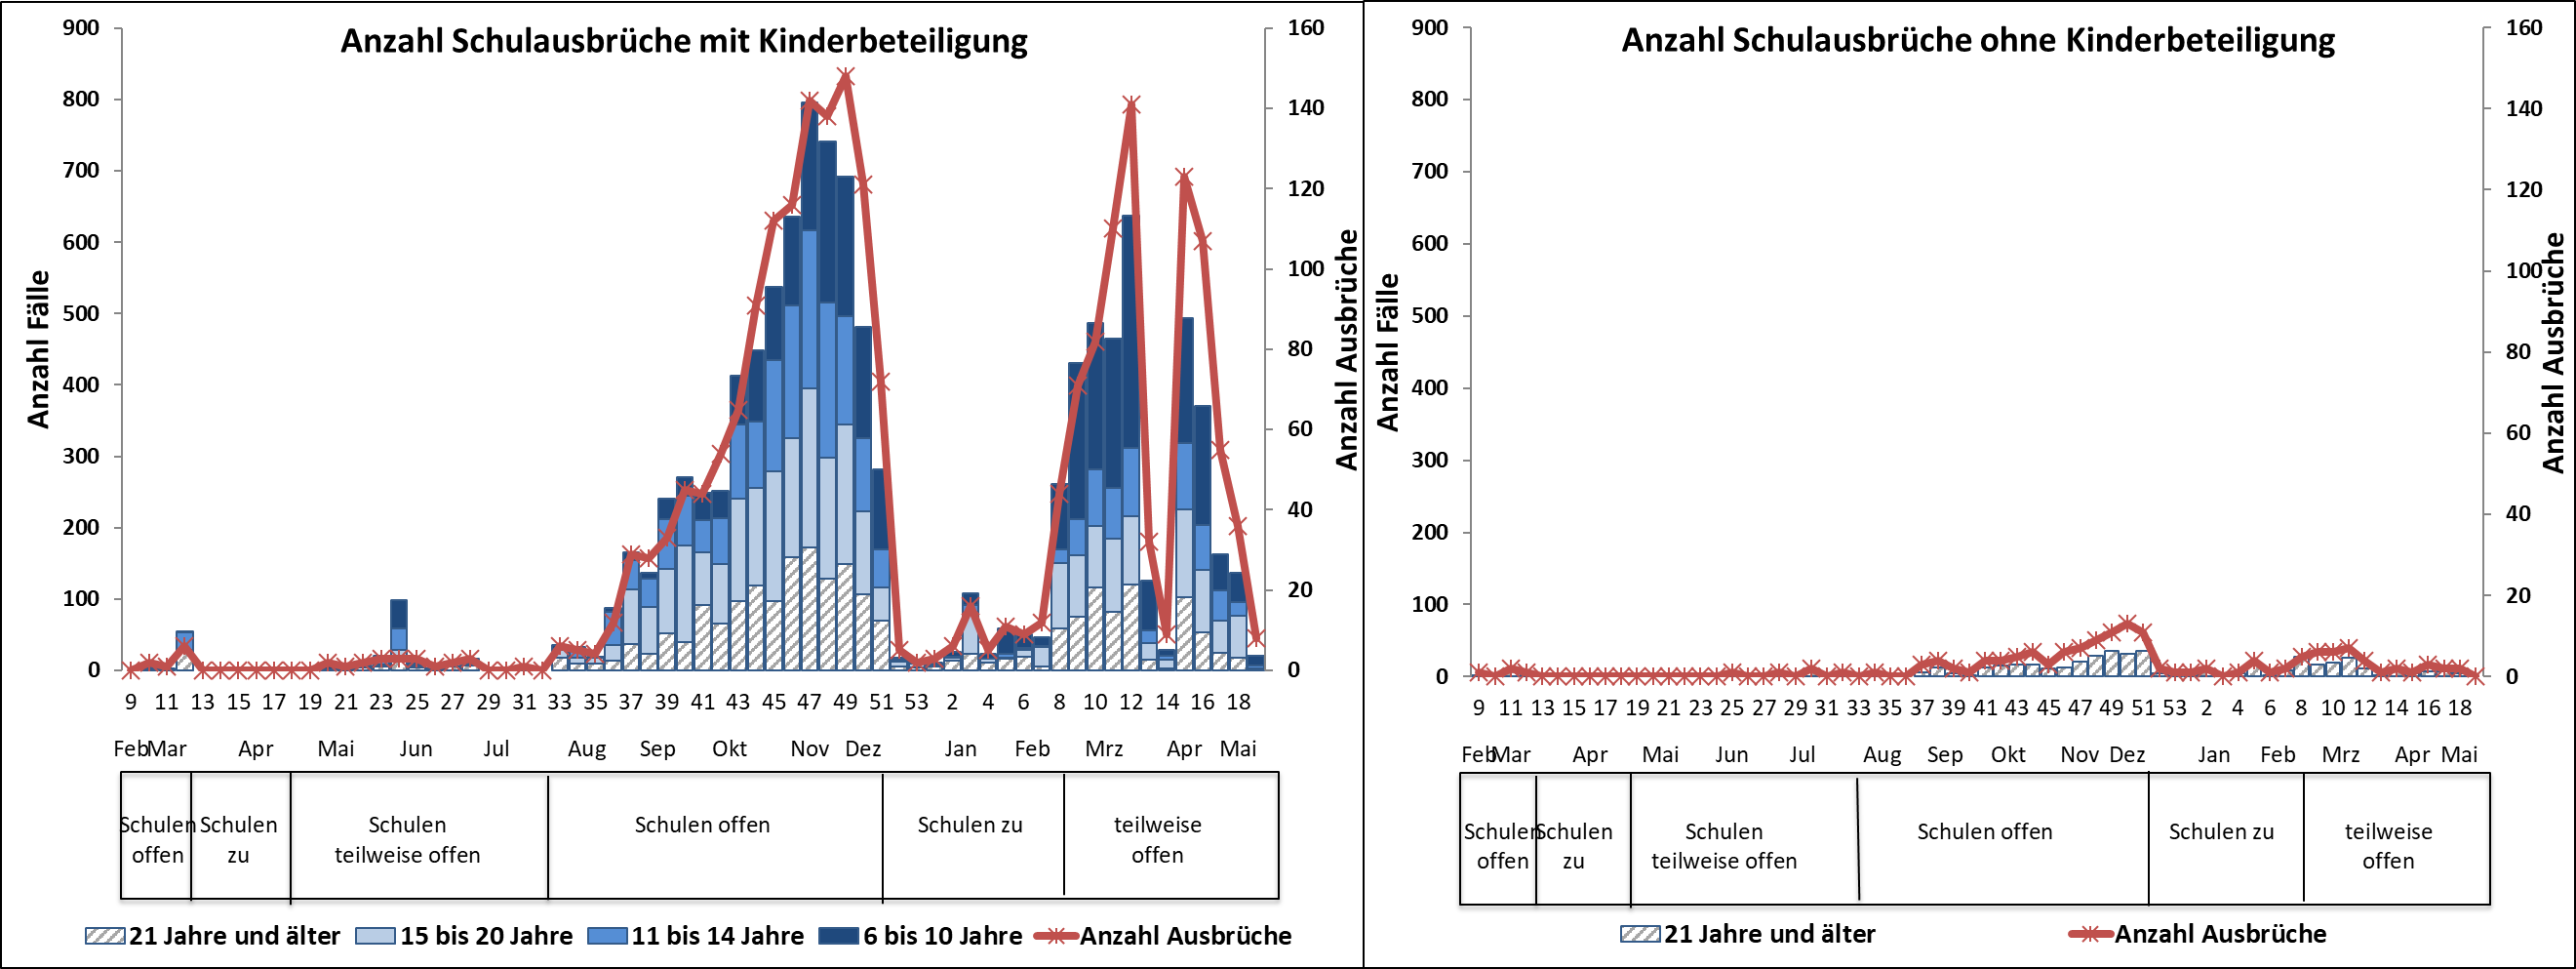 Anzahl Schulausbrüche mit Kinderbeteiligung
Anzahl Fälle
900
800
700
600
500
400
300
200
100
0
160
140
120
100
80
60
40
20
0
Anzahl Ausbrüche
9 11 13 15 17 19 21 23 25 27 29 31 33 35 37 39 41 43 45 47 49 51 53 2 4 6 8 10 12 14 16 18
Feb Mar Apr Mai Jun Jul Aug Sep Okt Nov Dez Jan Feb Mrz Apr Mai
Schulen offen
Schulen zu
Schulen teilweise offen
Schulen offen
Schulen zu
teilweise offen
21 Jahre und älter 15 bis 20 Jahre 11 bis 14 Jahre 6 bis 10 Jahre Anzahl Ausbrüche
Anzahl Schulausbrüche ohne Kinderbeteiligung
Anzahl Fälle
900
800
700
600
500
400
300
200
100
0
160
140
120
100
80
60
40
20
0
Anzahl Ausbrüche
9 11 13 15 17 19 21 23 25 27 29 31 33 35 37 39 41 43 45 47 49 51 53 2 4 6 8 10 12 14 16 18
Feb Mar Apr Mai Jun Jul Aug Sep Okt Nov Dez Jan Feb Mrz Apr Mai
Schulen offen
Schulen zu
Schulen teilweise offen
Schulen offen
Schulen zu
teilweise offen
21 Jahre und älter Anzahl Ausbrüche